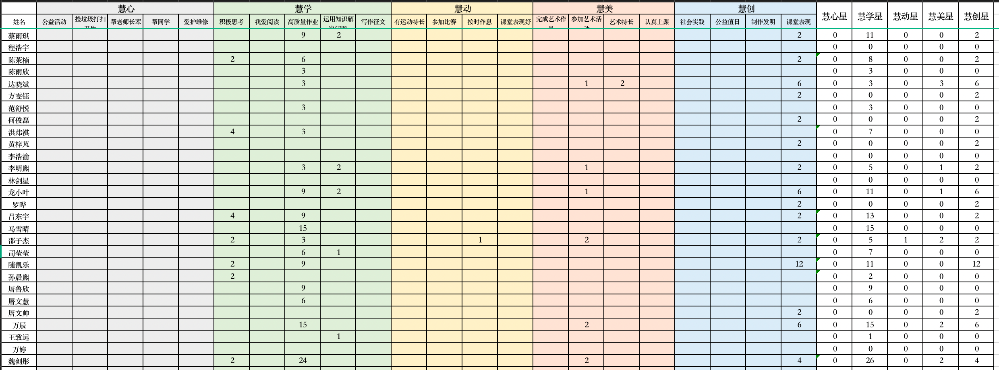 慧心 慧学 慧动 慧美 慧创
姓名 公益活动 捡垃圾打扫卫生 帮老师长辈 帮同学 爱护维修 积极思考 我爱阅读 高质量作业 运用知识解决问题 写作征文 有运动特长 参加比赛 按时作息 课堂表现好 完成艺术作品 参加艺术活动 艺术特长 认真上课 社会实践 公益值日 制作发明 课堂表现 慧心星 慧学星 慧动星 慧美星 慧创星
蔡雨琪 9 2 2 0 11 0 0 2
程浩宇 0 0 0 0 0
陈茉楠 2 6 2 0 8 0 0 2
陈雨欣 3 0 3 0 0 0
达晓斌 3 1 2 6 0 3 0 3 6
方雯钰 2 0 0 0 0 2
范舒悦 3 0 3 0 0 0
何俊磊 2 0 0 0 0 2
洪炜祺 4 3 0 7 0 0 0
黄梓芃 2 0 0 0 0 2
李浩渝 0 0 0 0 0
李明熙 3 2 1 2 0 5 0 1 2
林剑星 0 0 0 0 0
龙小叶 9 2 1 6 0 11 0 1 6
罗晔 2 0 0 0 0 2
吕东宇 4 9 2 0 13 0 0 2
马雪晴 15 0 15 0 0 0
邵子杰 2 3 1 2 2 0 5 1 2 2
司莹莹 6 1 0 7 0 0 0
随凯乐 2 9 12 0 11 0 0 12
孙晨熙 2 0 2 0 0 0
屠鲁欣 9 0 9 0 0 0
屠文慧 6 0 6 0 0 0
屠文帅 2 0 0 0 0 2
万辰 15 2 6 0 15 0 2 6
王致远 1 0 1 0 0 0
万婷 0 0 0 0 0
魏剑彤 2 24 2 4 0 26 0 2 4